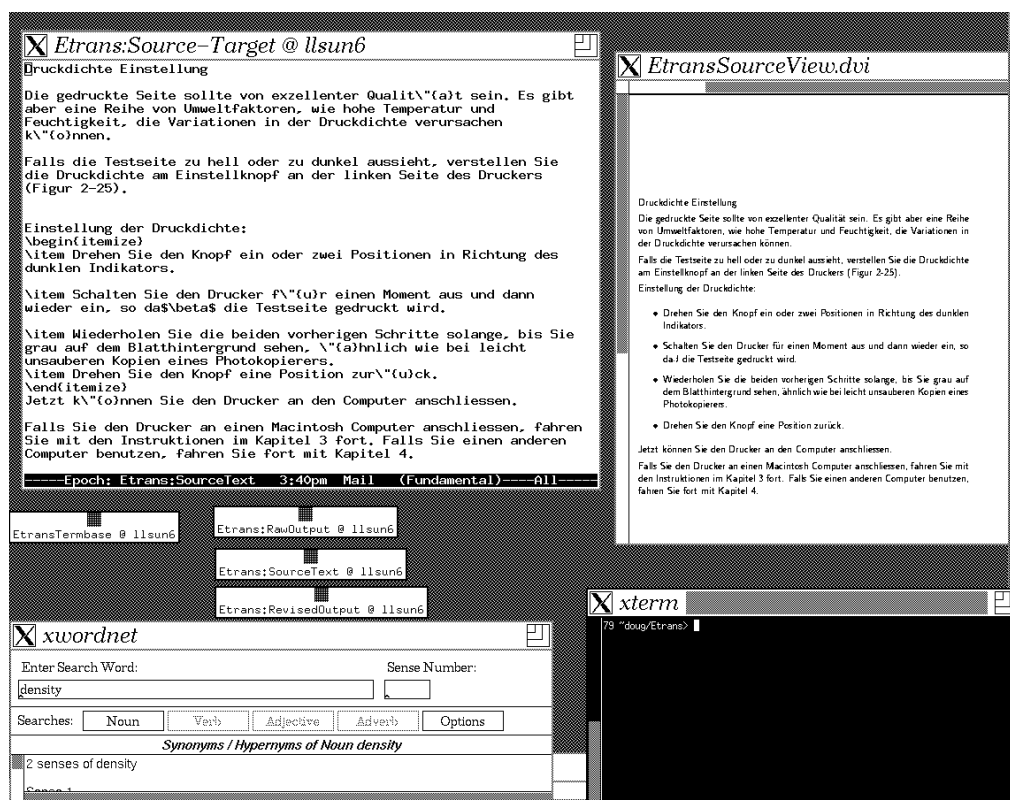 Etrans:Source-Target @ llsun6
Druckdichte Einstellung
Die gedruckte Seite sollte von exzellenter Qualit\"{a}t sein. Es gibt
aber eine Reihe von Umweltfaktoren, wie hohe Temperatur und
Feuchtigkeit, die Variationen in der Druckdichte verursachen
k\"{o}nnen.
Falls die Testseite zu hell oder zu dunkel aussieht, verstellen Sie
die Druckdichte am Einstellknopf an der linken Seite des Druckers
(Figur 2-25).
Einstellung der Druckdichte:
\begin{itemize}
\item Drehen Sie den Knopf ein oder zwei Positionen in Richtung des
dunklen Indikators.
\item Schalten Sie den Drucker f\"{u}r einen Moment aus und dann
wieder ein, so da$\beta$ die Testseite gedruckt wird.
\item Wiederholen Sie die beiden vorherigen Schritte solange, bis Sie
grau auf dem Blatthintergrund sehen, \"{a}hnlich wie bei leicht
unsauberen Kopien eines Photokopierers.
\item Drehen Sie den Knopf eine Position zur\"{u}ck.
\end{itemize}
Jetzt k\"{o}nnen Sie den Drucker an den Computer anschliessen.
Falls Sie den Drucker an einen Macintosh Computer anschliessen, fahren
Sie mit den Instruktionen im Kapitel 3 fort. Falls Sie einen anderen
Computer benutzen, fahren Sie fort mit Kapitel 4.
-----Epoch: Etrans:SourceText 3:40pm Mail (Fundamental)----All-----
EtransSourceView.dvi
Druckdichte Einstellung
Die gedruckte Seite sollte von exzellenter Qualität sein. Es gibt aber eine Reihe
von Umweltfaktoren, wie hohe Temperatur und Feuchtigkeit, die Variationen in
der Druckdichte verursachen können.
Falls die Testseite zu hell oder zu dunkel aussieht, verstellen Sie die Druckdichte
am Einstellknopf an der linken Seite des Druckers (Figur 2-25).
Einstellung der Druckdichte:
• Drehen Sie den Knopf ein oder zwei Positionen in Richtung des dunklen
Indikators.
• Schalten Sie den Drucker für einen Moment aus und dann wieder ein, so
die Testseite gedruckt wird.
• Wiederholen Sie die beiden vorherigen Schritte solange, bis Sie grau auf
dem Blatthintergrund sehen, ähnlich wie bei leicht unsauberen Kopien eines
Photokopierers.
• Drehen Sie den Knopf eine Position zurück.
Jetzt können Sie den Drucker an den Computer anschliessen.
Falls Sie den Drucker an einen Macintosh Computer anschliessen, fahren Sie mit
den Instruktionen im Kapitel 3 fort. Falls Sie einen anderen Computer benutzen,
fahren Sie fort mit Kapitel 4.
EtransTermbase @ llsun6
Etrans:RawOutput @ llsun6
Etrans:SourceText @ llsun6
Etrans:RevisedOutput @ llsun6
xterm
79 ~doug/Etrans>
xwordnet
Enter Search Word: Sense Number:
density
Searches: Noun Verb Adjective Adverb Options
Synonyms / Hypernyms of Noun density
2 senses of density
Sense 1